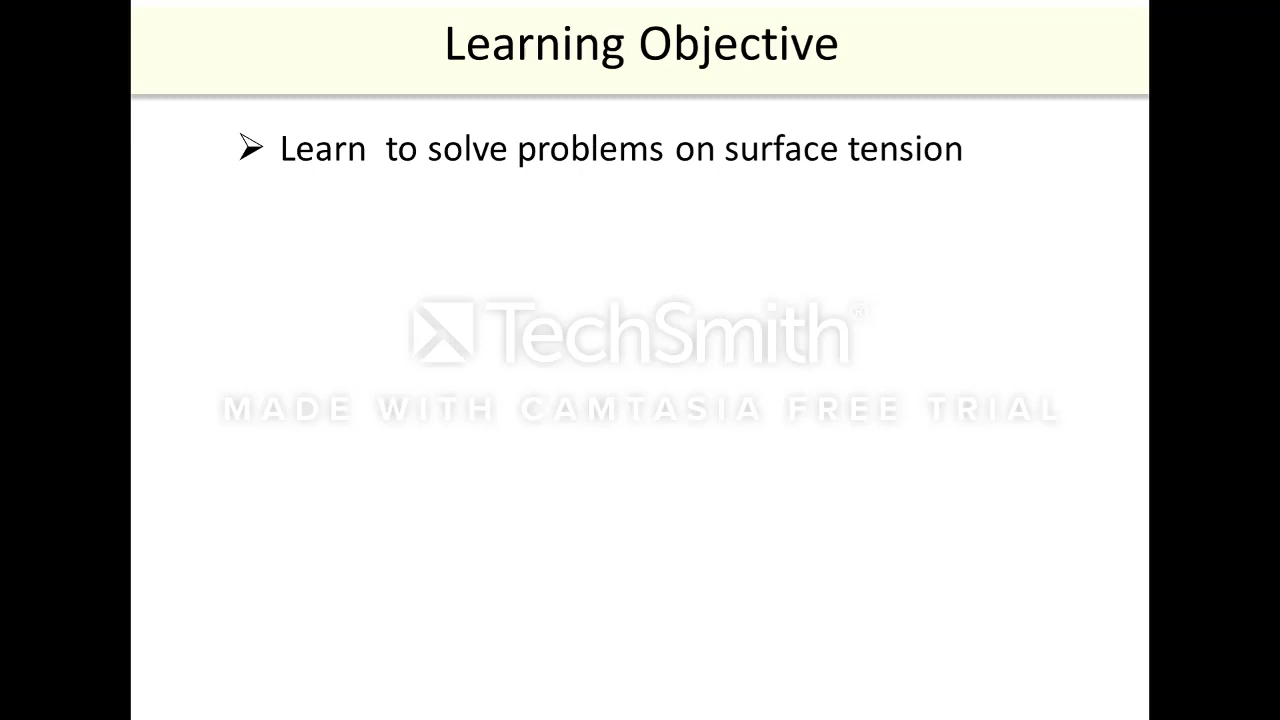 Learning Objective
Learn to solve problems on surface tension
TechSmith®
MADE WITH CAMTASIA FREE TRIAL